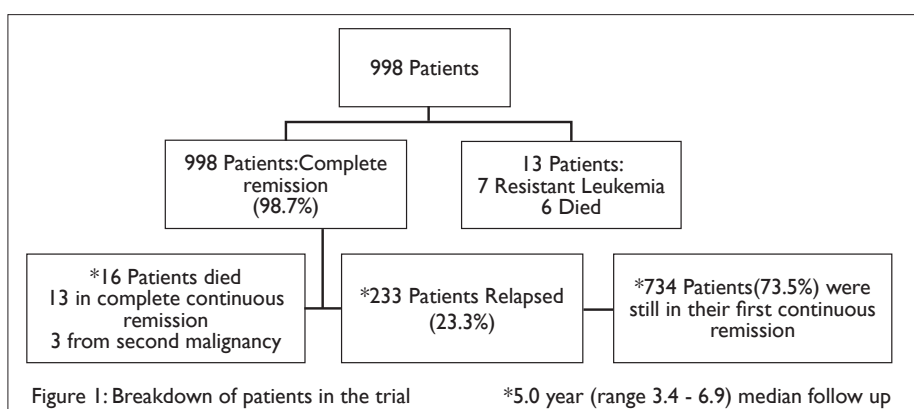 998 Patients
998 Patients:Complete
remission
(98.7%)
13 Patients:
7 Resistant Leukemia
6 Died
*16 Patients died
13 in complete continuous
remission
3 from second malignancy
*233 Patients Relapsed
(23.3%)
*734 Patients(73.5%) were
still in their first continuous
remission
Figure 1: Breakdown of patients in the trial
*5.0 year (range 3.4 - 6.9) median follow up